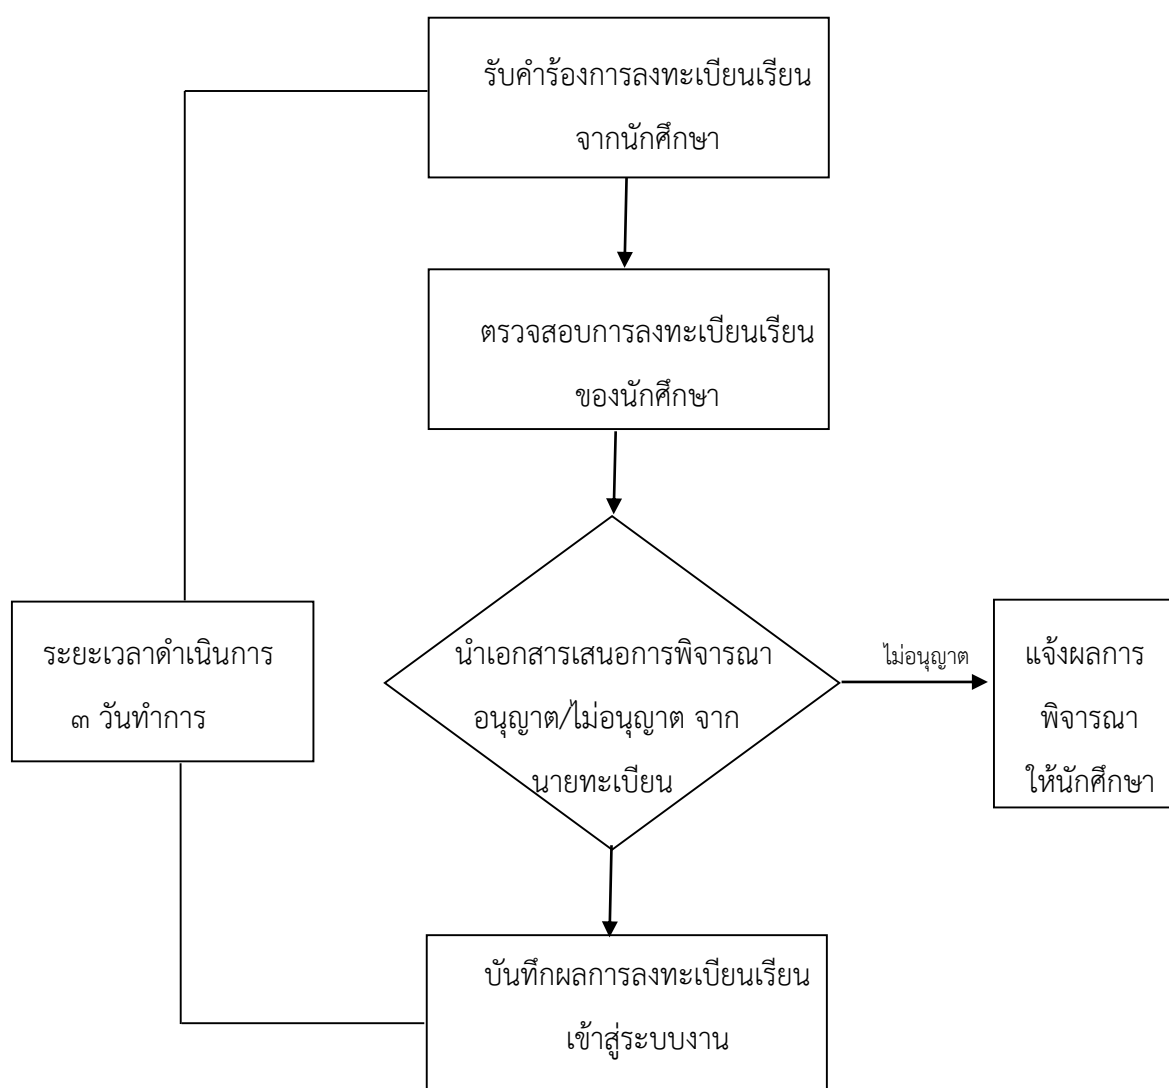 รับคำร้องการลงทะเบียนเรียน
จากนักศึกษา
ตรวจสอบการลงทะเบียนเรียน
ของนักศึกษา
ระยะเวลาดำเนินการ
๓ วันทำการ
นำเอกสารเสนอการพิจารณา
อนุญาต/ไม่อนุญาต จาก
นายทะเบียน
ไม่อนุญาต
แจ้งผลการ
พิจารณา
ให้นักศึกษา
บันทึกผลการลงทะเบียนเรียน
เข้าสู่ระบบงาน